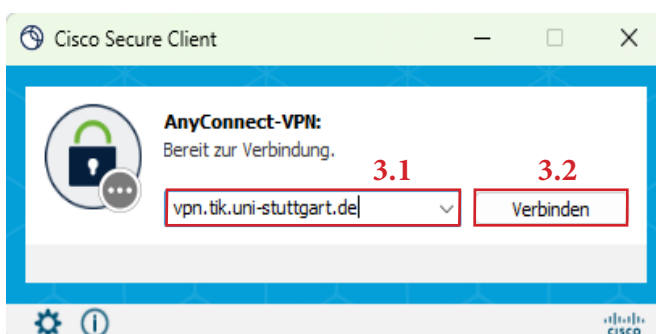 Cisco Secure Client
AnyConnect-VPN:
Bereit zur Verbindung.
3.1
3.2
vpn.tik.uni-stuttgart.de
Verbinden
CISCO